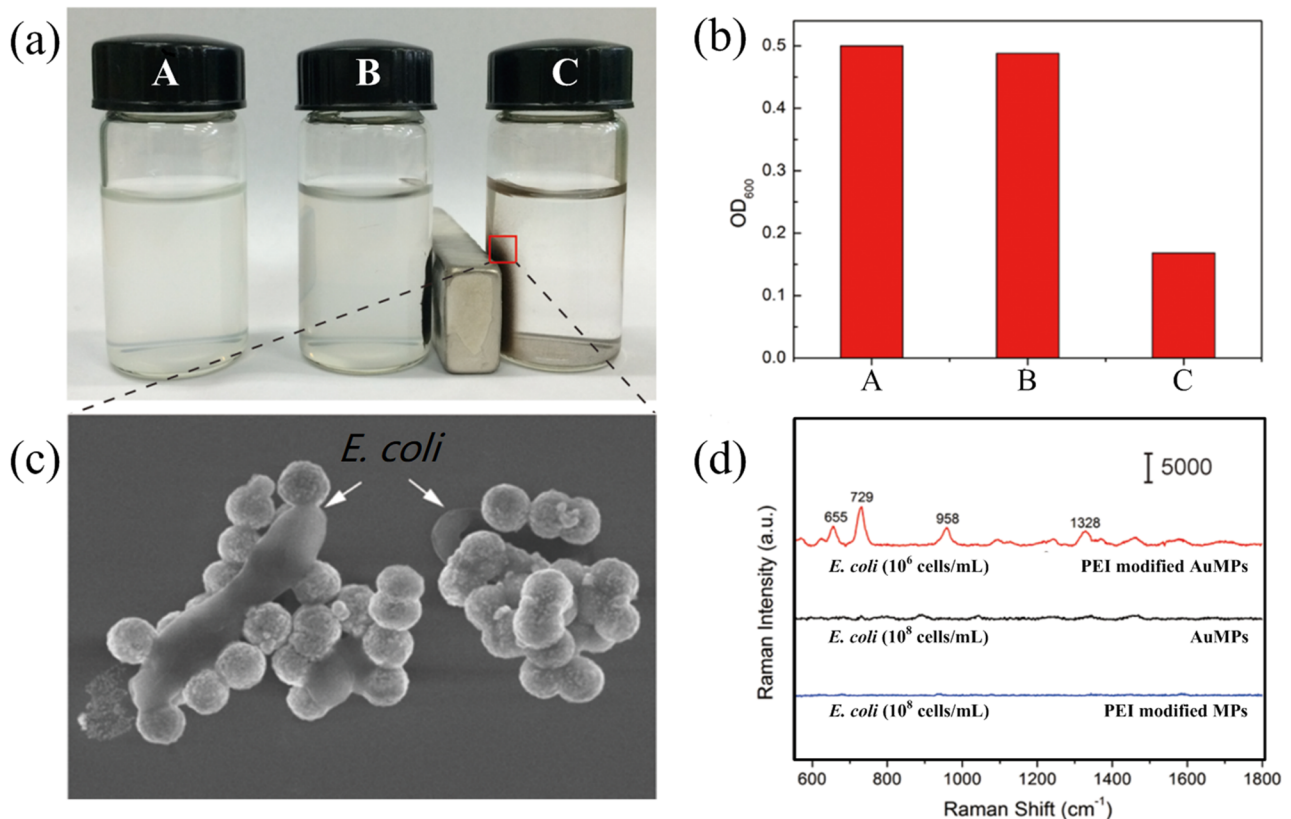 (a)
A B C
(b)
OD600
0.5
0.4
0.3
0.2
0.1
0.0
A B C
(c)
E. coli
(d)
Raman Intensity (a.u.)
5000
655 729 958 1328
E. coli (10⁶ cells/mL) PEI modified AuMPs
E. coli (10⁸ cells/mL) AuMPs
E. coli (10⁸ cells/mL) PEI modified MPs
600 800 1000 1200 1400 1600 1800
Raman Shift (cm⁻¹)